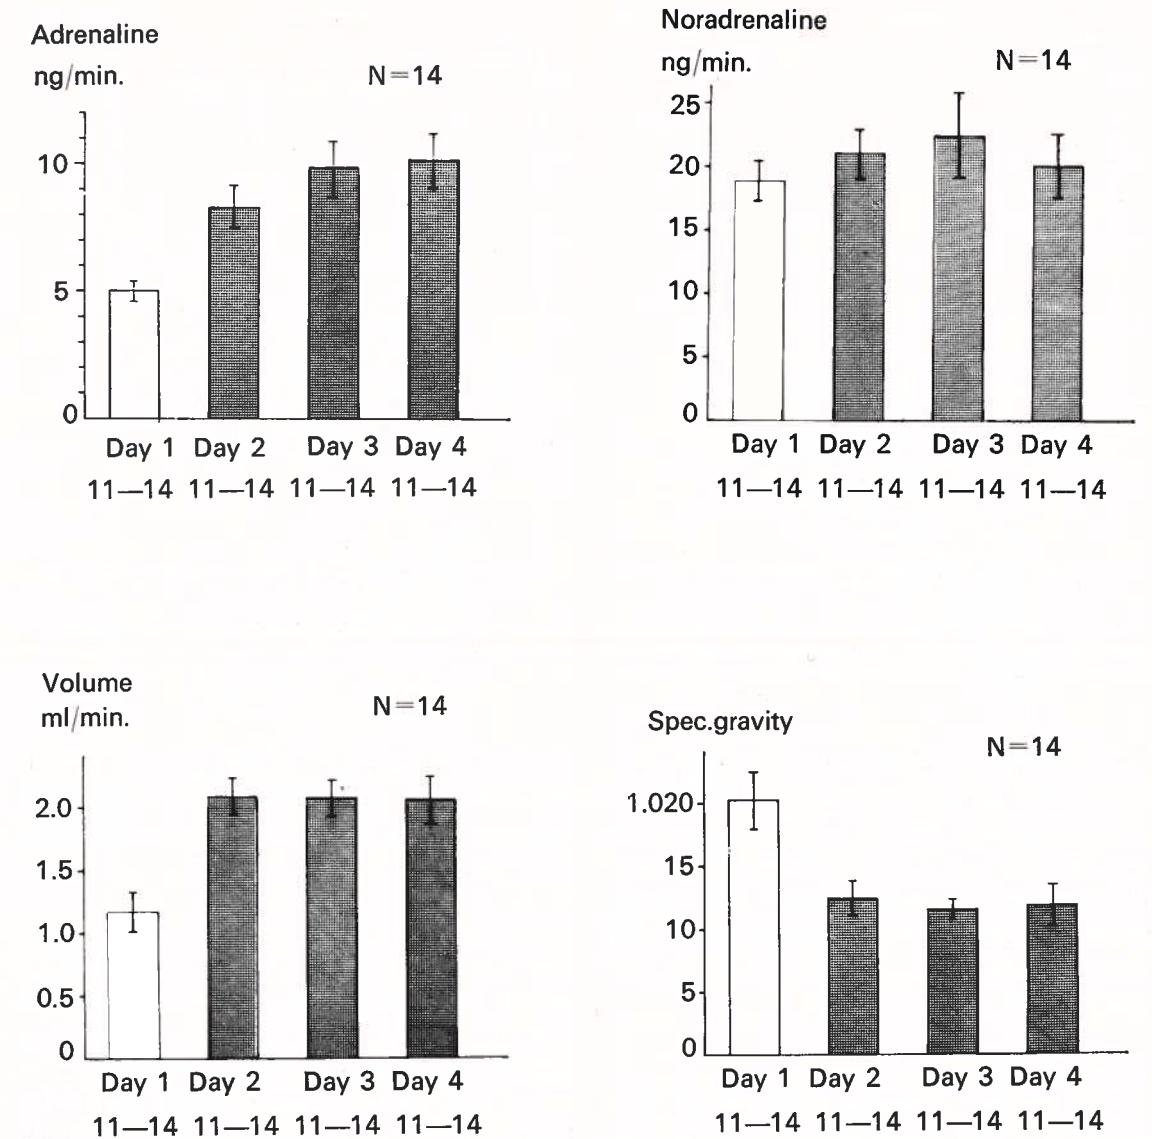 Adrenaline
ng/min.
N=14
10
5
0
Day 1 Day 2 Day 3 Day 4
11—14 11—14 11—14 11—14
Noradrenaline
ng/min.
N=14
25
20
15
10
5
0
Day 1 Day 2 Day 3 Day 4
11—14 11—14 11—14 11—14
Volume
ml/min.
N=14
2.0
1.5
1.0
0.5
0
Day 1 Day 2 Day 3 Day 4
11—14 11—14 11—14 11—14
Spec.gravity
N=14
1.020
15
10
5
0
Day 1 Day 2 Day 3 Day 4
11—14 11—14 11—14 11—14